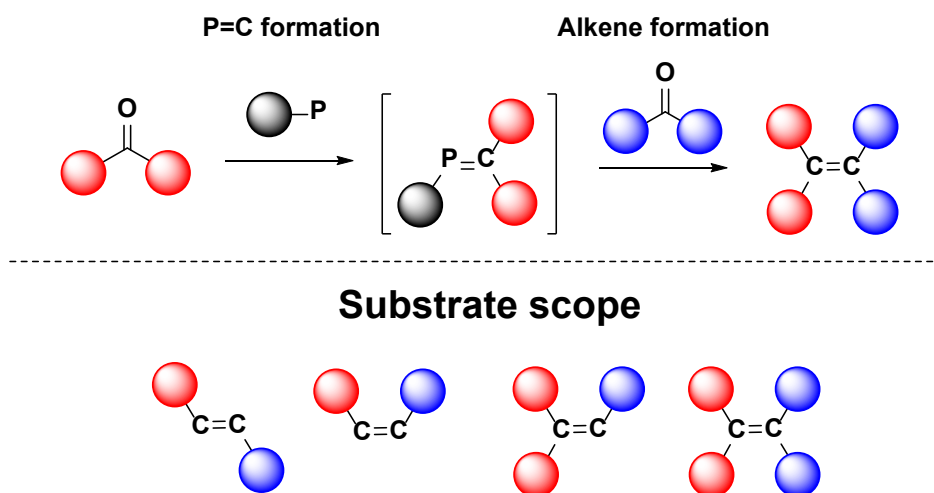 P=C formation
Alkene formation
O
P
P=C
O
C=C
O
Substrate scope
C=C
C=C
C=C
C=C